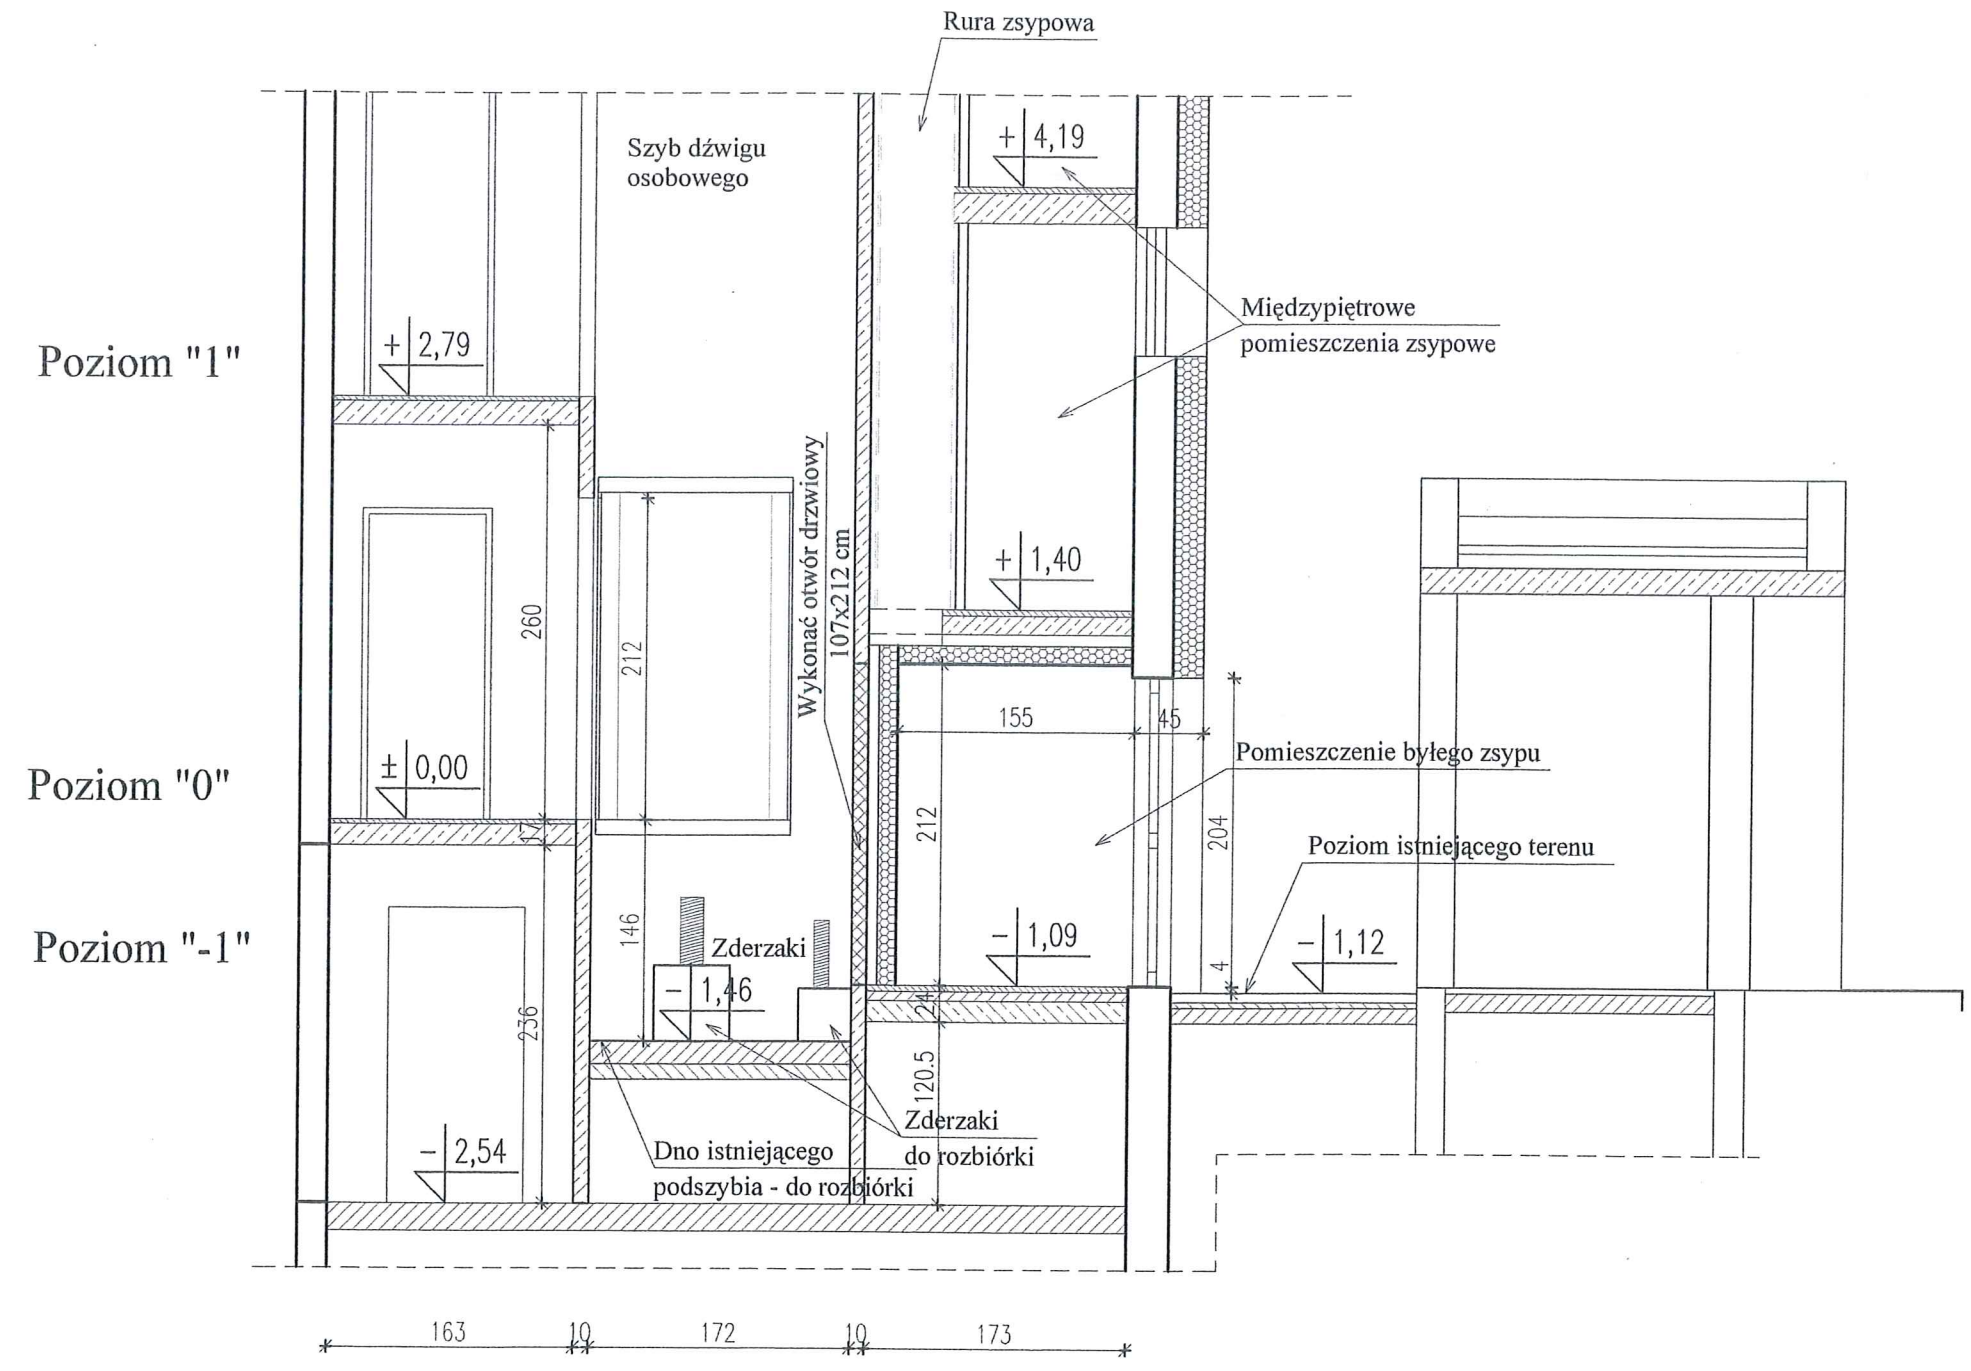 Rura zsypowa
Szyb dźwigu
osobowego
+ 4,19
Międzypiętrowe
pomieszczenia zsypowe
Poziom "1"
+ 2,79
Wykonać otwór drzwiowy
107x212 cm
+ 1,40
260
212
155
45
Pomieszczenie byłego zsypu
Poziom "0"
± 0,00
17
212
204
Poziom istniejącego terenu
Poziom "-1"
146
Zderzaki
- 1,46
- 1,09
4
- 1,12
236
24
120.5
Zderzaki
do rozbiórki
- 2,54
Dno istniejącego
podszybia - do rozbiórki
163
10
172
10
173